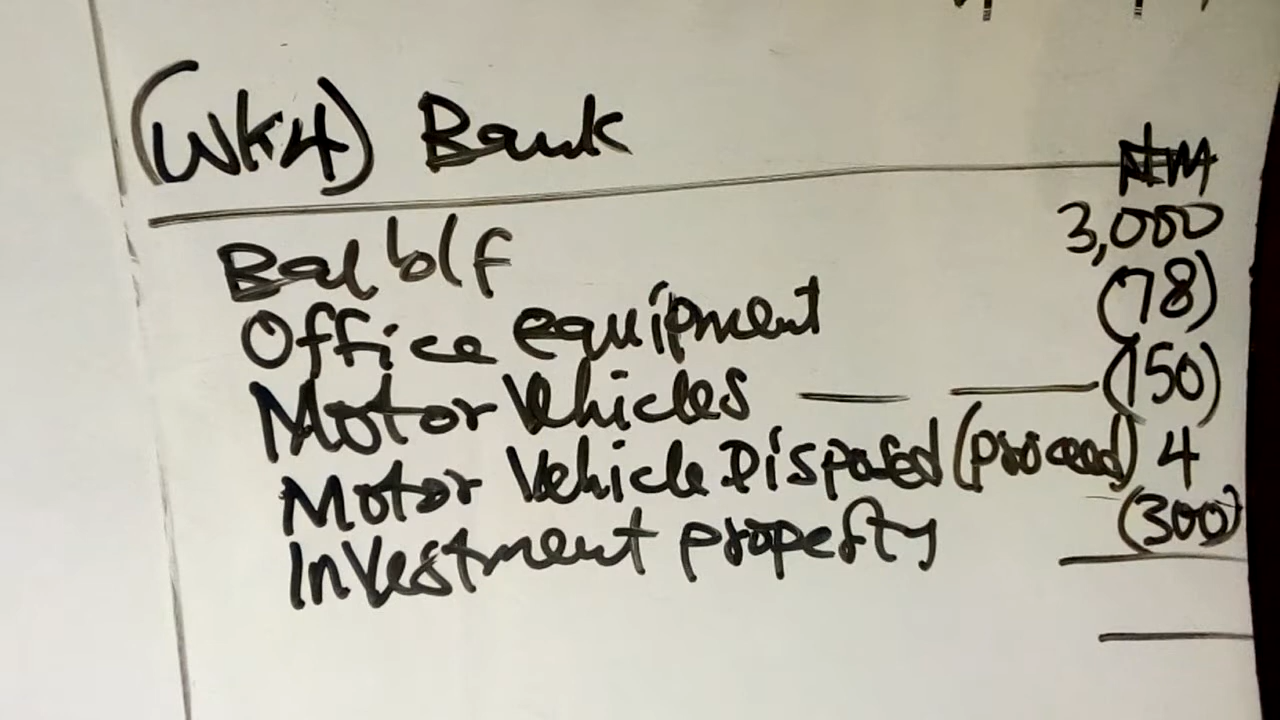 (WK4) Bank
₦M
Bal b/f 3,000
Office equipment (78)
Motor Vehicles (150)
Motor Vehicle Disposed (proceed) 4
Investment property (300)